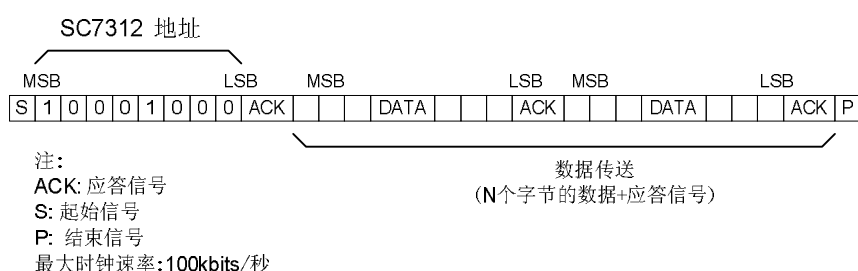 SC7312 地址
MSB LSB MSB LSB MSB LSB
S 1 0 0 0 1 0 0 0 ACK DATA ACK DATA ACK P
注:
ACK: 应答信号
S: 起始信号
P: 结束信号
最大时钟速率:100kbits/秒
数据传送
(N个字节的数据+应答信号)